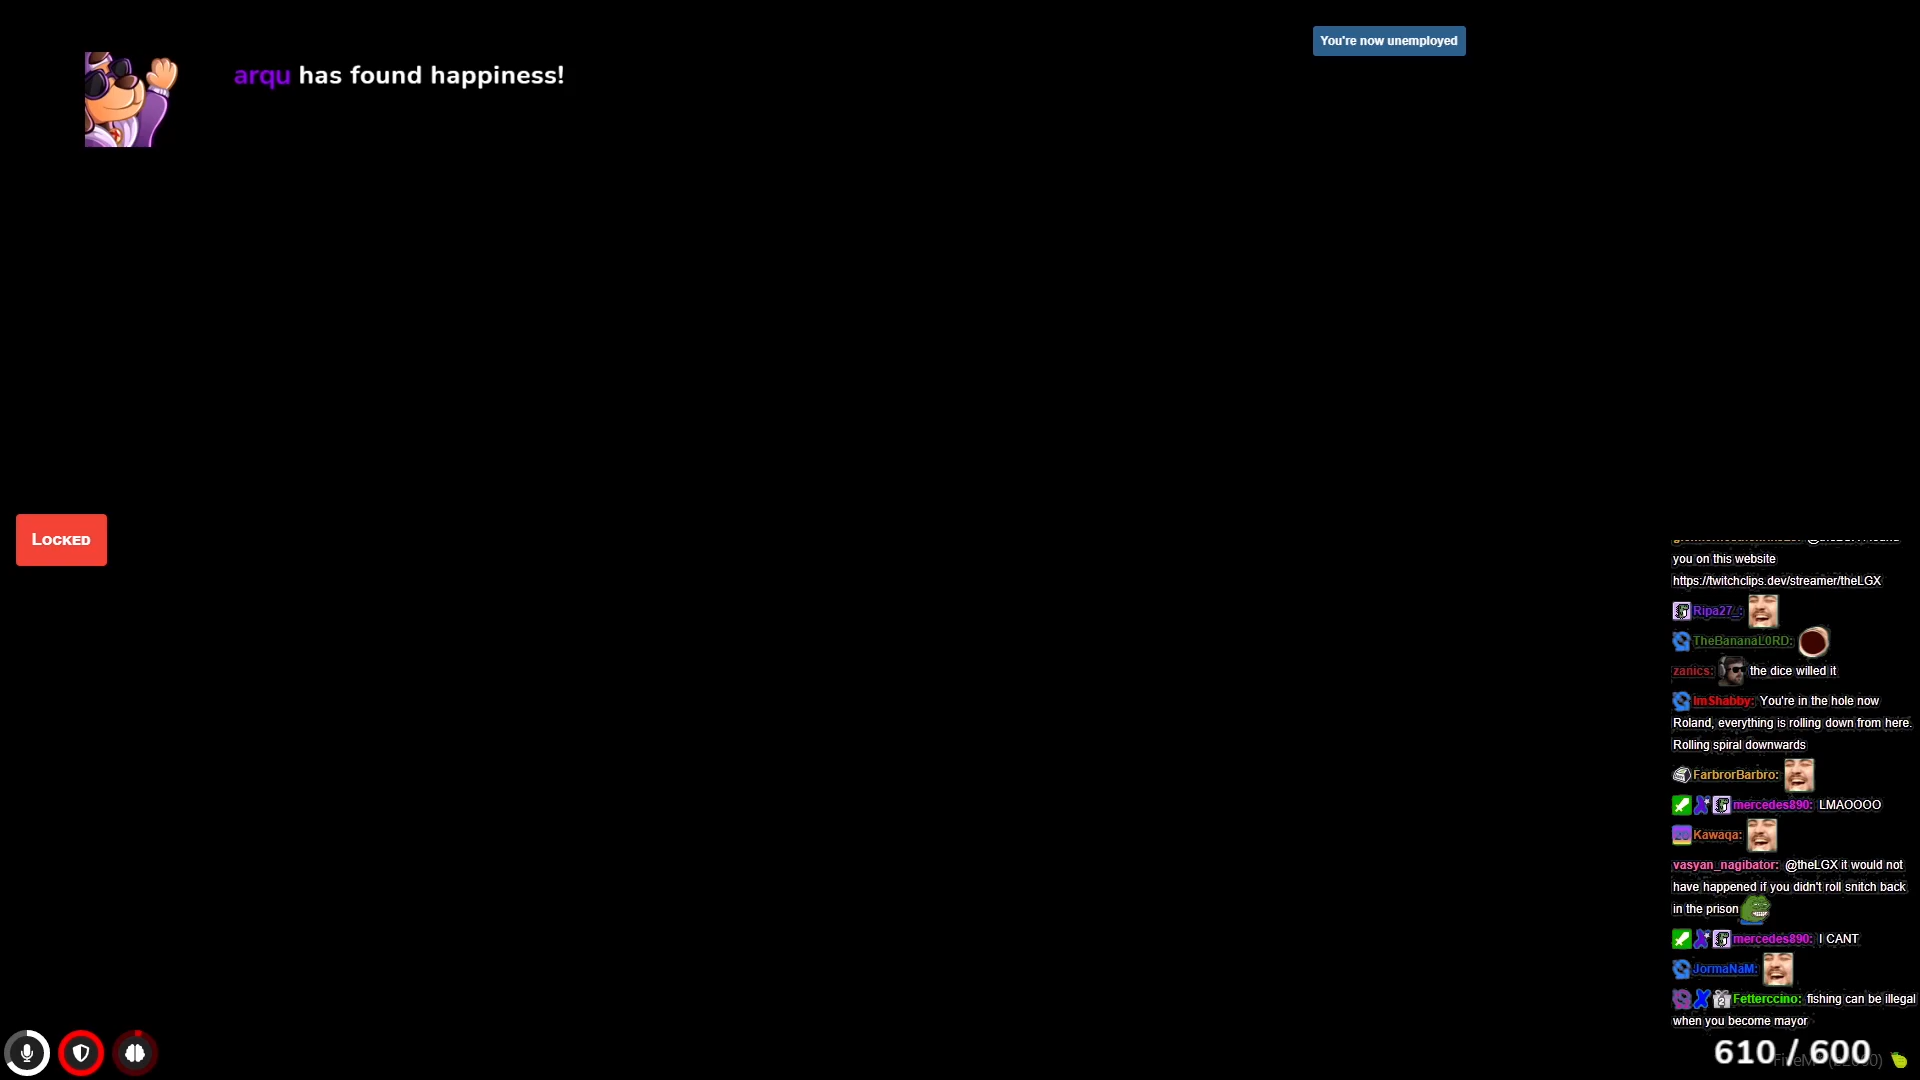 You're now unemployed
arqu has found happiness!
LOCKED
you on this website
https://twitchclips.dev/streamer/theLGX
Ripa27_:
TheBananaL0RD:
zanics: the dice willed it
ImShabby: You're in the hole now
Roland, everything is rolling down from here.
Rolling spiral downwards
FarbrorBarbro:
mercedes890: LMAOOOO
Kawaqa:
vasyan_nagibator: @theLGX it would not
have happened if you didn't roll snitch back
in the prison
mercedes890: I CANT
JormaNaM:
Fetterccino: fishing can be illegal
when you become mayor
610 / 600